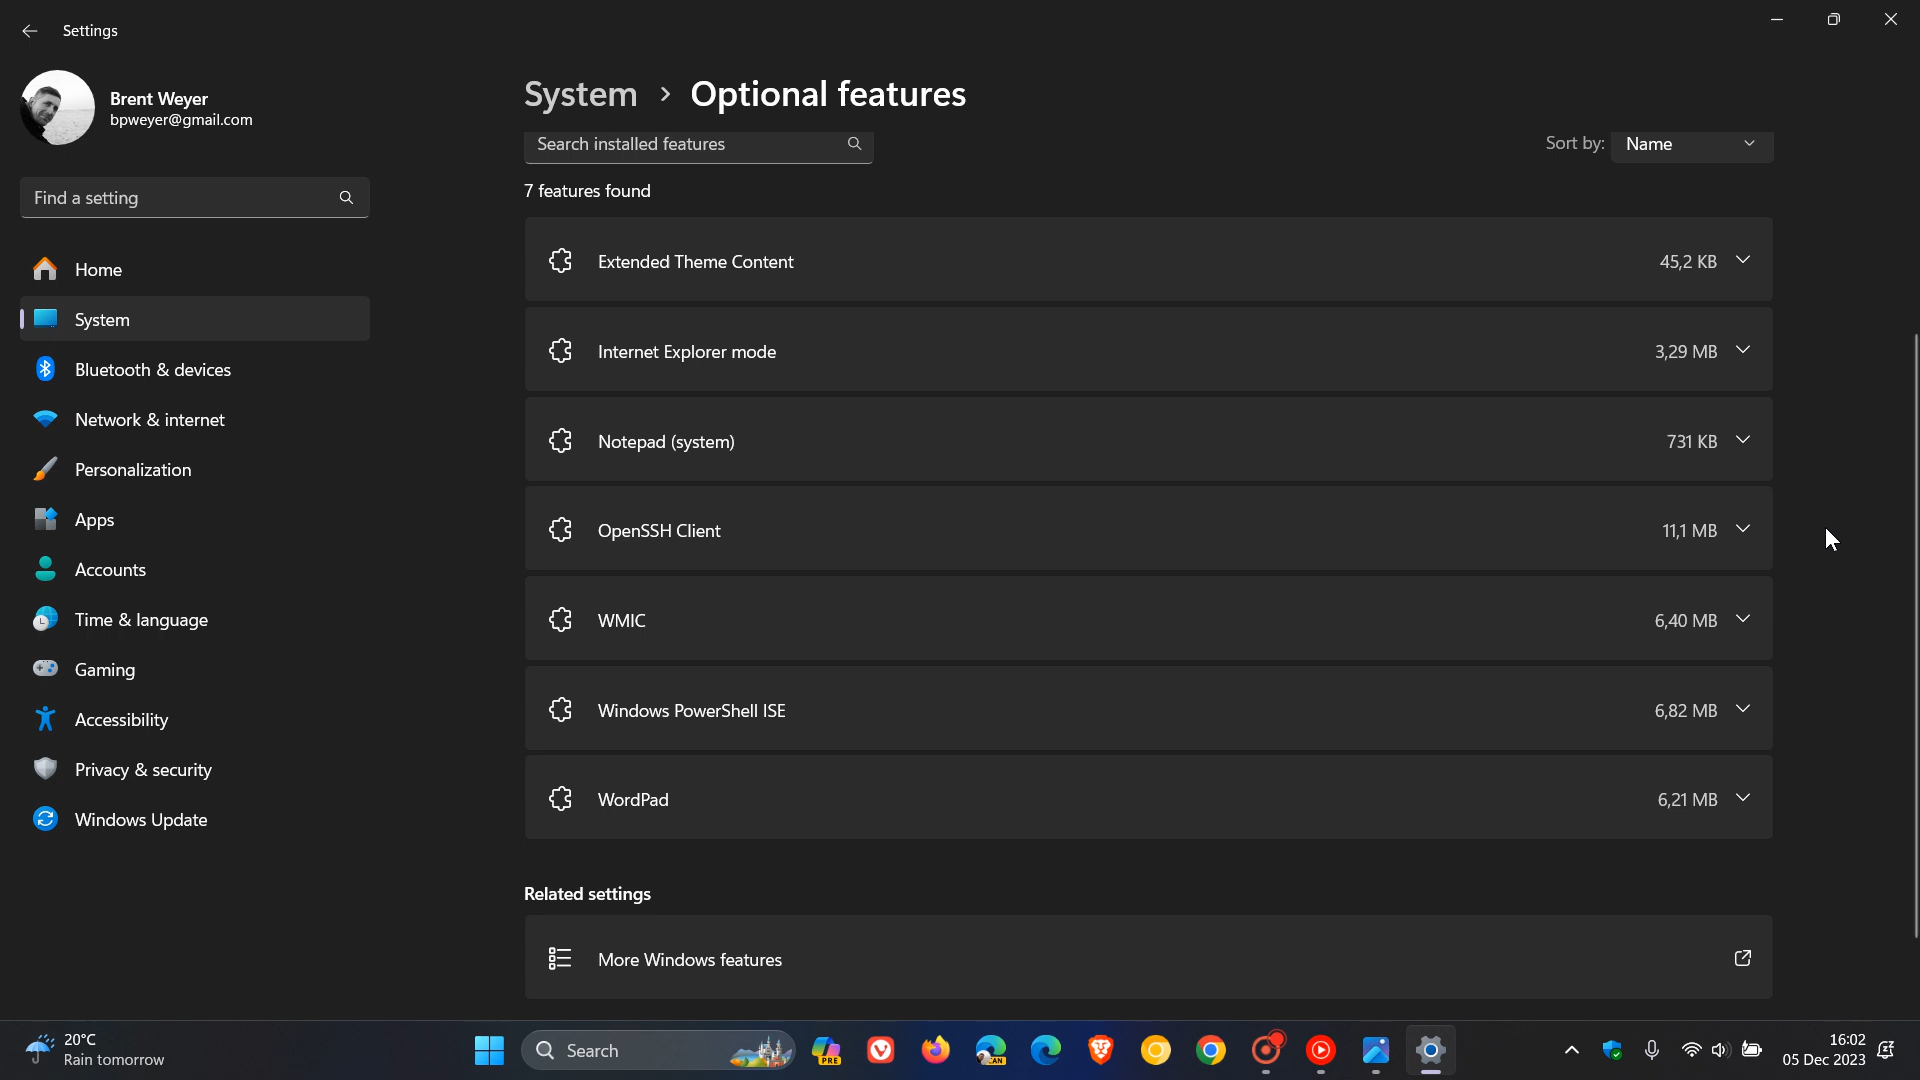 Settings
Brent Weyer
bpweyer@gmail.com
Find a setting
Home
System
Bluetooth & devices
Network & internet
Personalization
Apps
Accounts
Time & language
Gaming
Accessibility
Privacy & security
Windows Update
System > Optional features
Search installed features
Sort by: Name
7 features found
Extended Theme Content 45,2 KB
Internet Explorer mode 3,29 MB
Notepad (system) 731 KB
OpenSSH Client 11,1 MB
WMIC 6,40 MB
Windows PowerShell ISE 6,82 MB
WordPad 6,21 MB
Related settings
More Windows features
20°C
Rain tomorrow
Search
PRE
CAN
16:02
05 Dec 2023